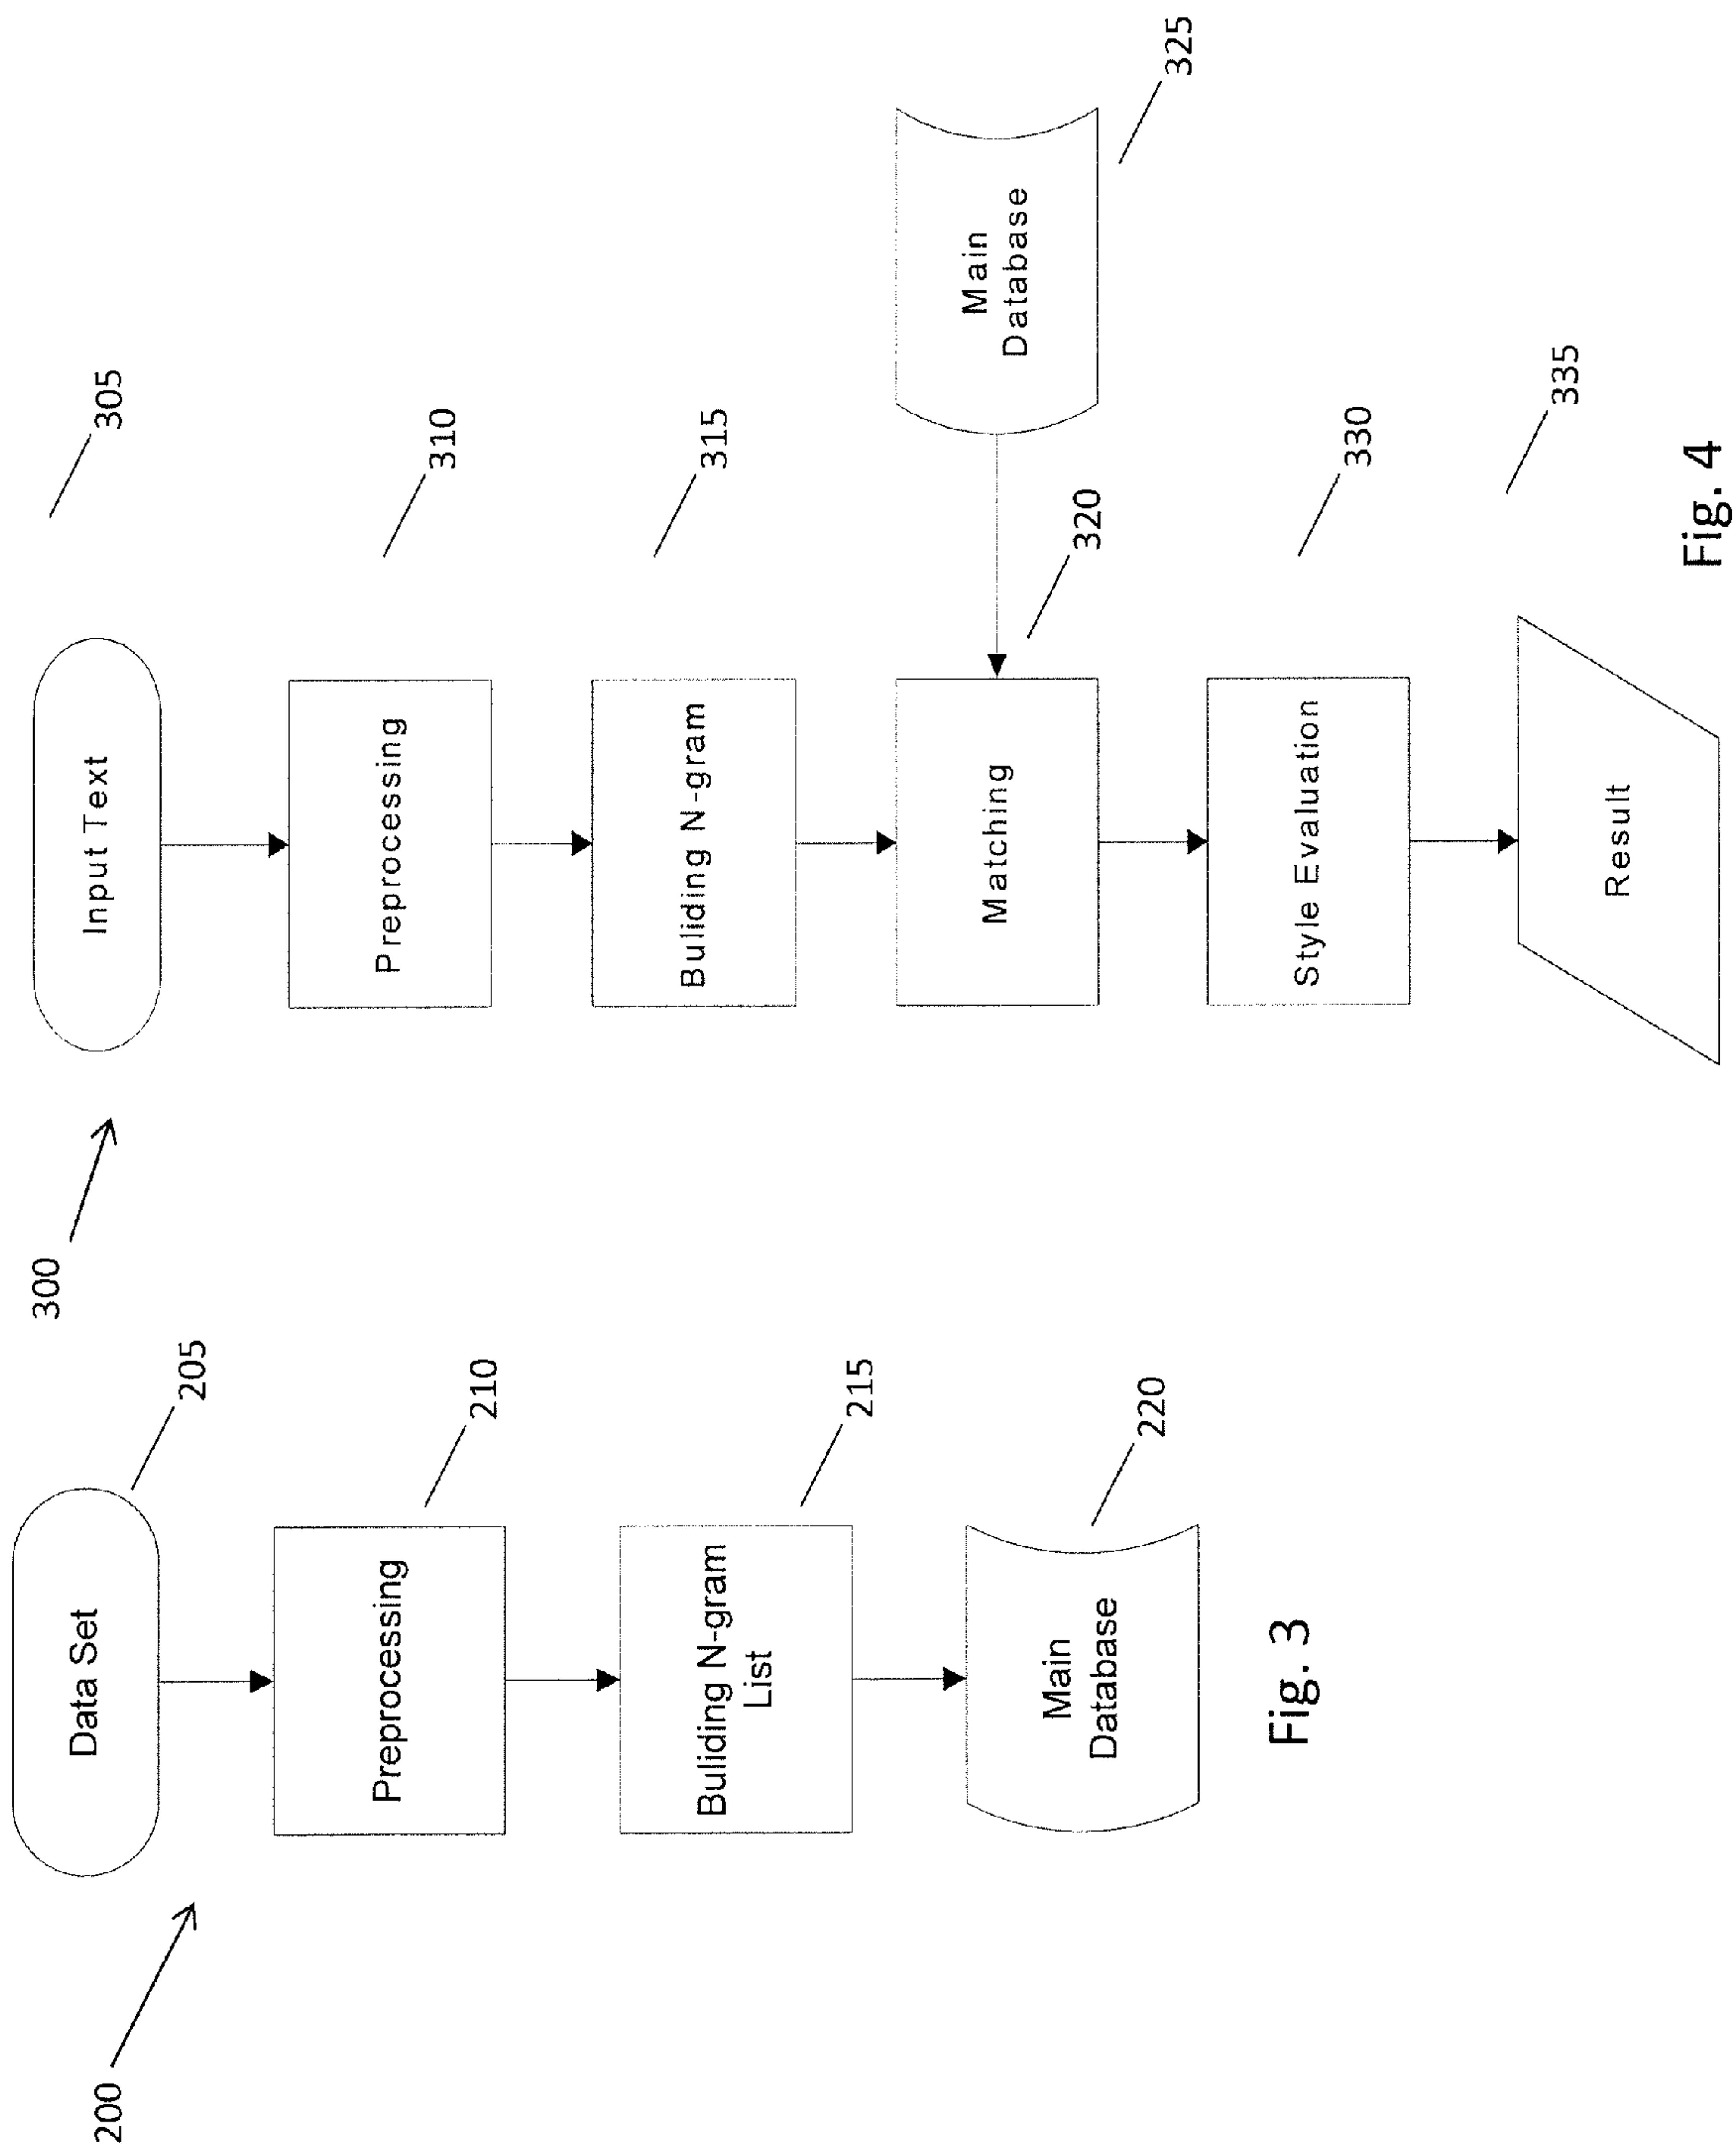 200
Data Set
205
Preprocessing
210
Buliding N-gram
List
215
Main
Database
220
Fig. 3
300
Input Text
305
Preprocessing
310
Buliding N-gram
315
Matching
320
Main
Database
325
Style Evaluation
330
Result
335
Fig. 4